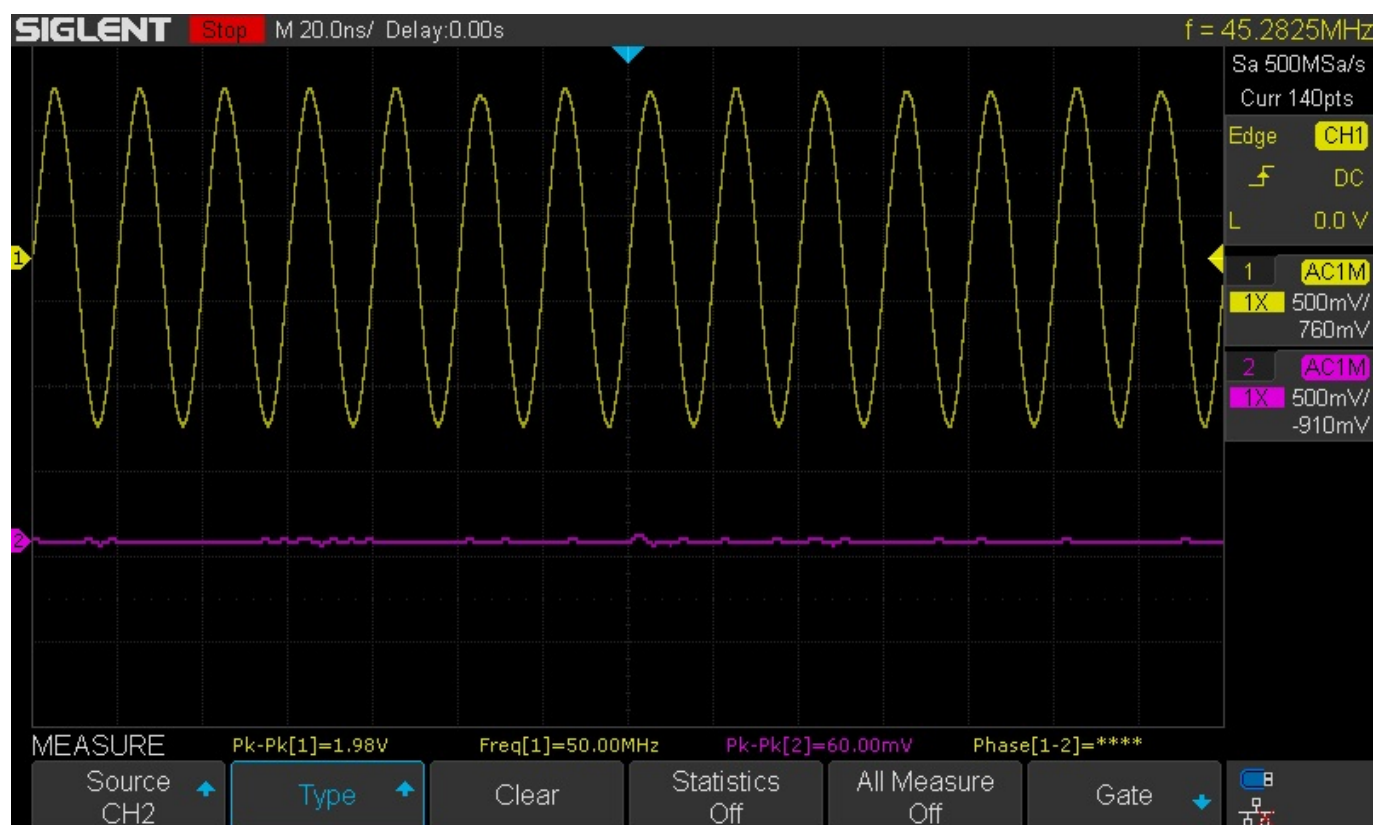 SIGLENT Stop M 20.0ns/ Delay:0.00s f = 45.2825MHz
Sa 500MSa/s
Curr 140pts
Edge CH1
DC
L 0.0 V
1 AC1M
1X 500mV/
760mV
2 AC1M
1X 500mV/
-910mV
1
2
MEASURE Pk-Pk[1]=1.98V Freq[1]=50.00MHz Pk-Pk[2]=60.00mV Phase[1-2]=****
Source
CH2
Type
Clear
Statistics
Off
All Measure
Off
Gate